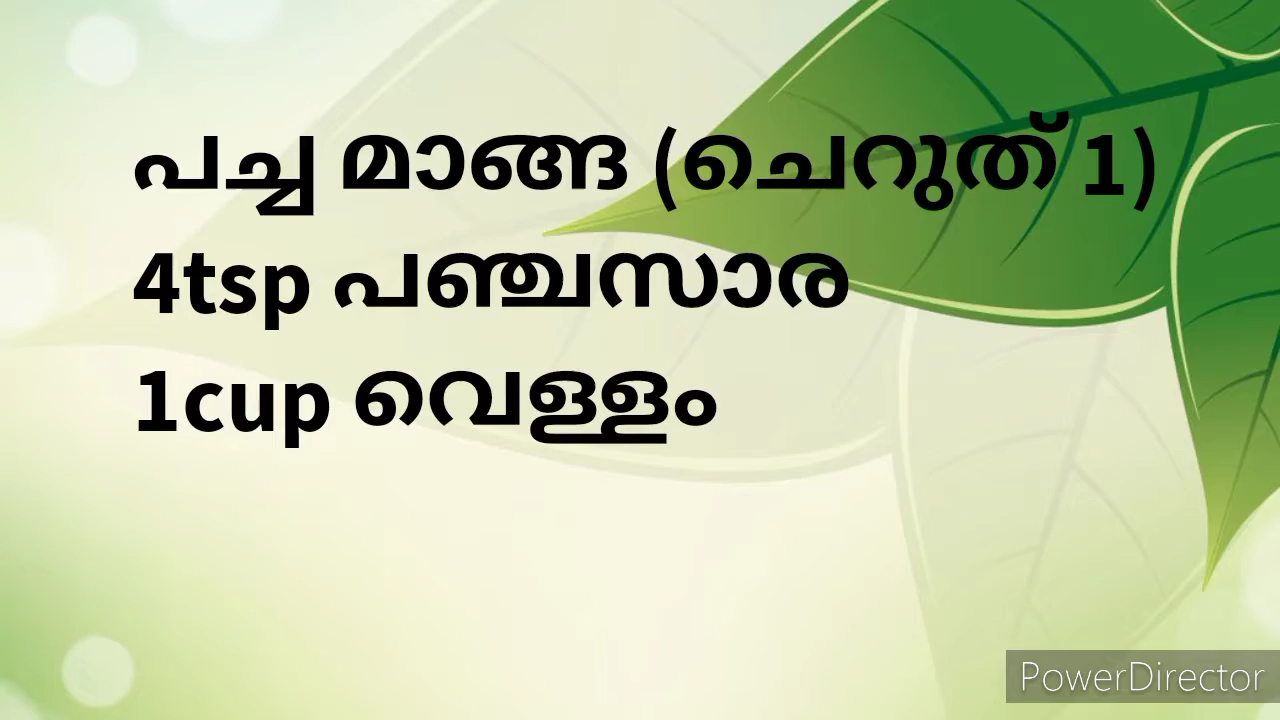 പച്ച മാങ്ങ (ചെറുത് 1)
4tsp പഞ്ചസാര
1cup വെള്ളം
PowerDirector